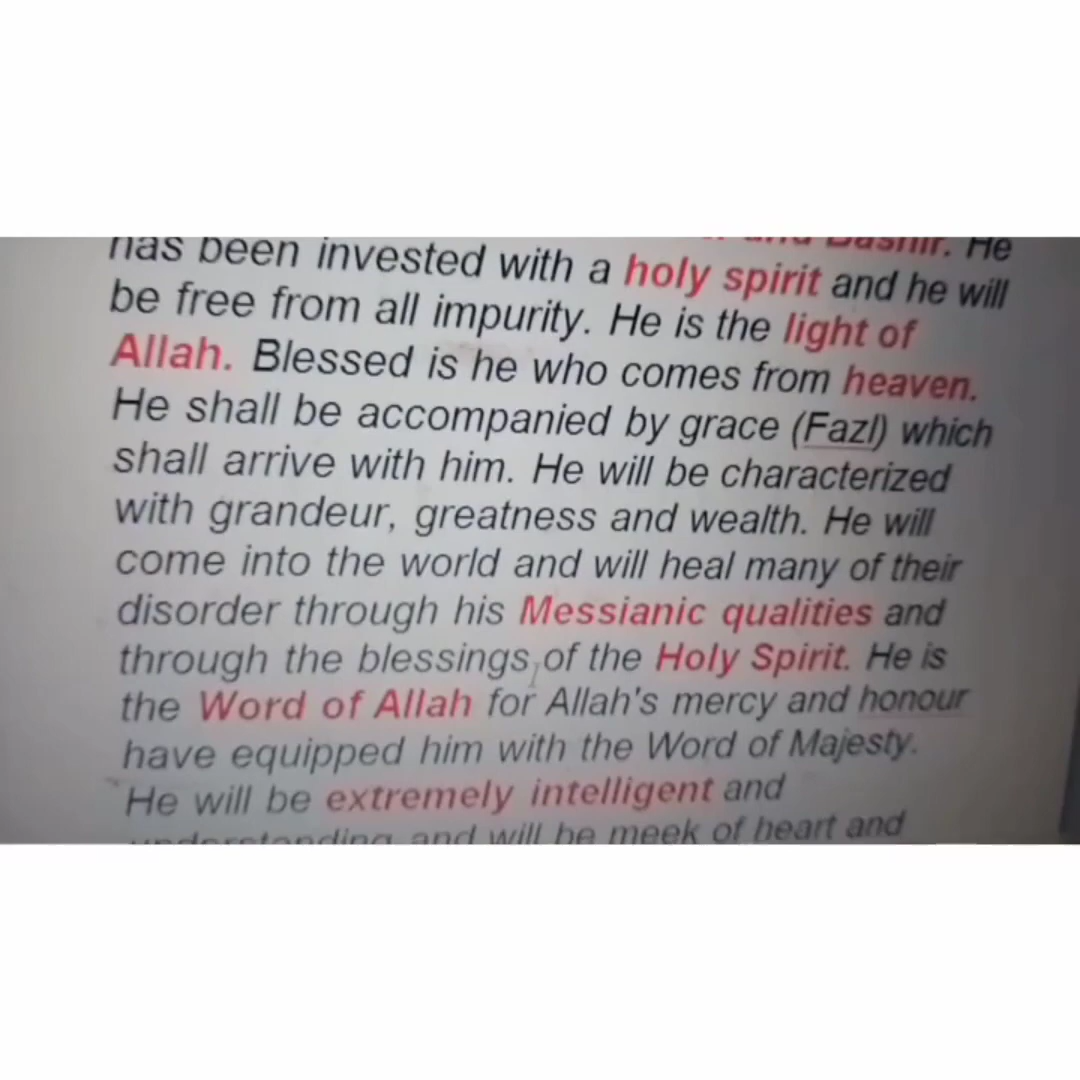 and Bashir. He
has been invested with a holy spirit and he will
be free from all impurity. He is the light of
Allah. Blessed is he who comes from heaven.
He shall be accompanied by grace (Fazl) which
shall arrive with him. He will be characterized
with grandeur, greatness and wealth. He will
come into the world and will heal many of their
disorder through his Messianic qualities and
through the blessings of the Holy Spirit. He is
the Word of Allah for Allah's mercy and honour
have equipped him with the Word of Majesty.
He will be extremely intelligent and
understanding and will be meek of heart and